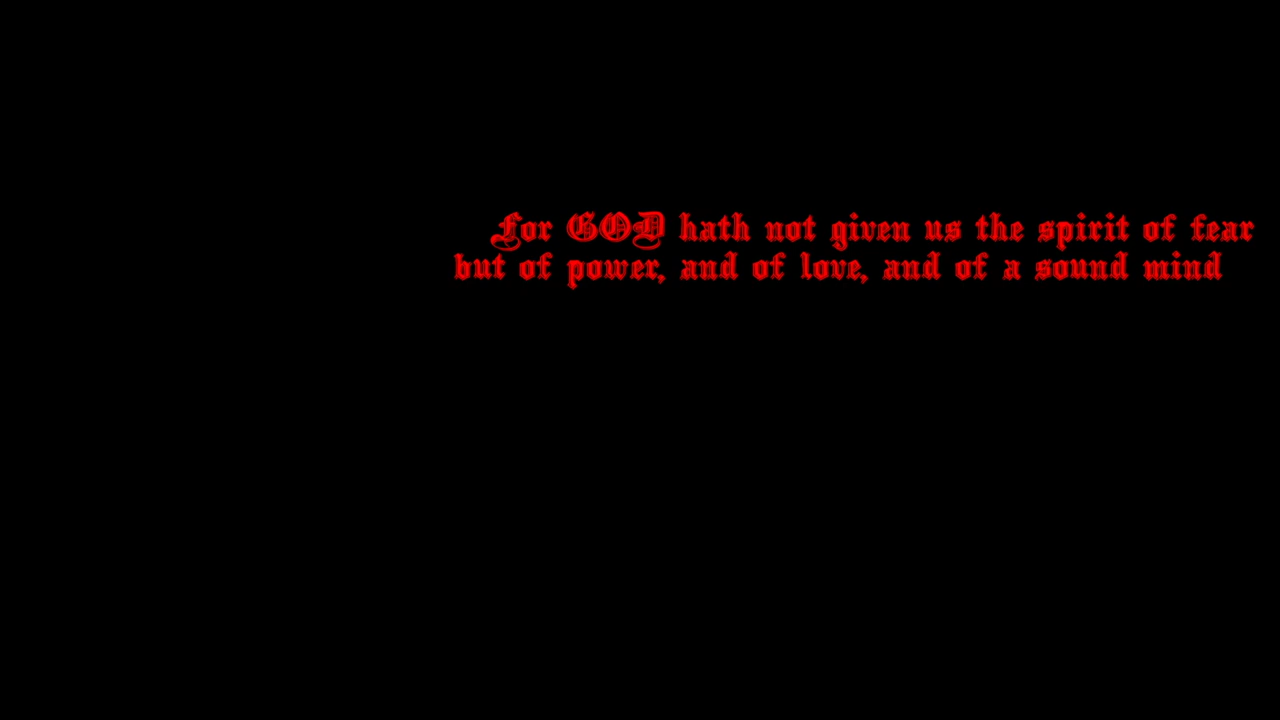 For GOD hath not given us the spirit of fear
but of power, and of love, and of a sound mind